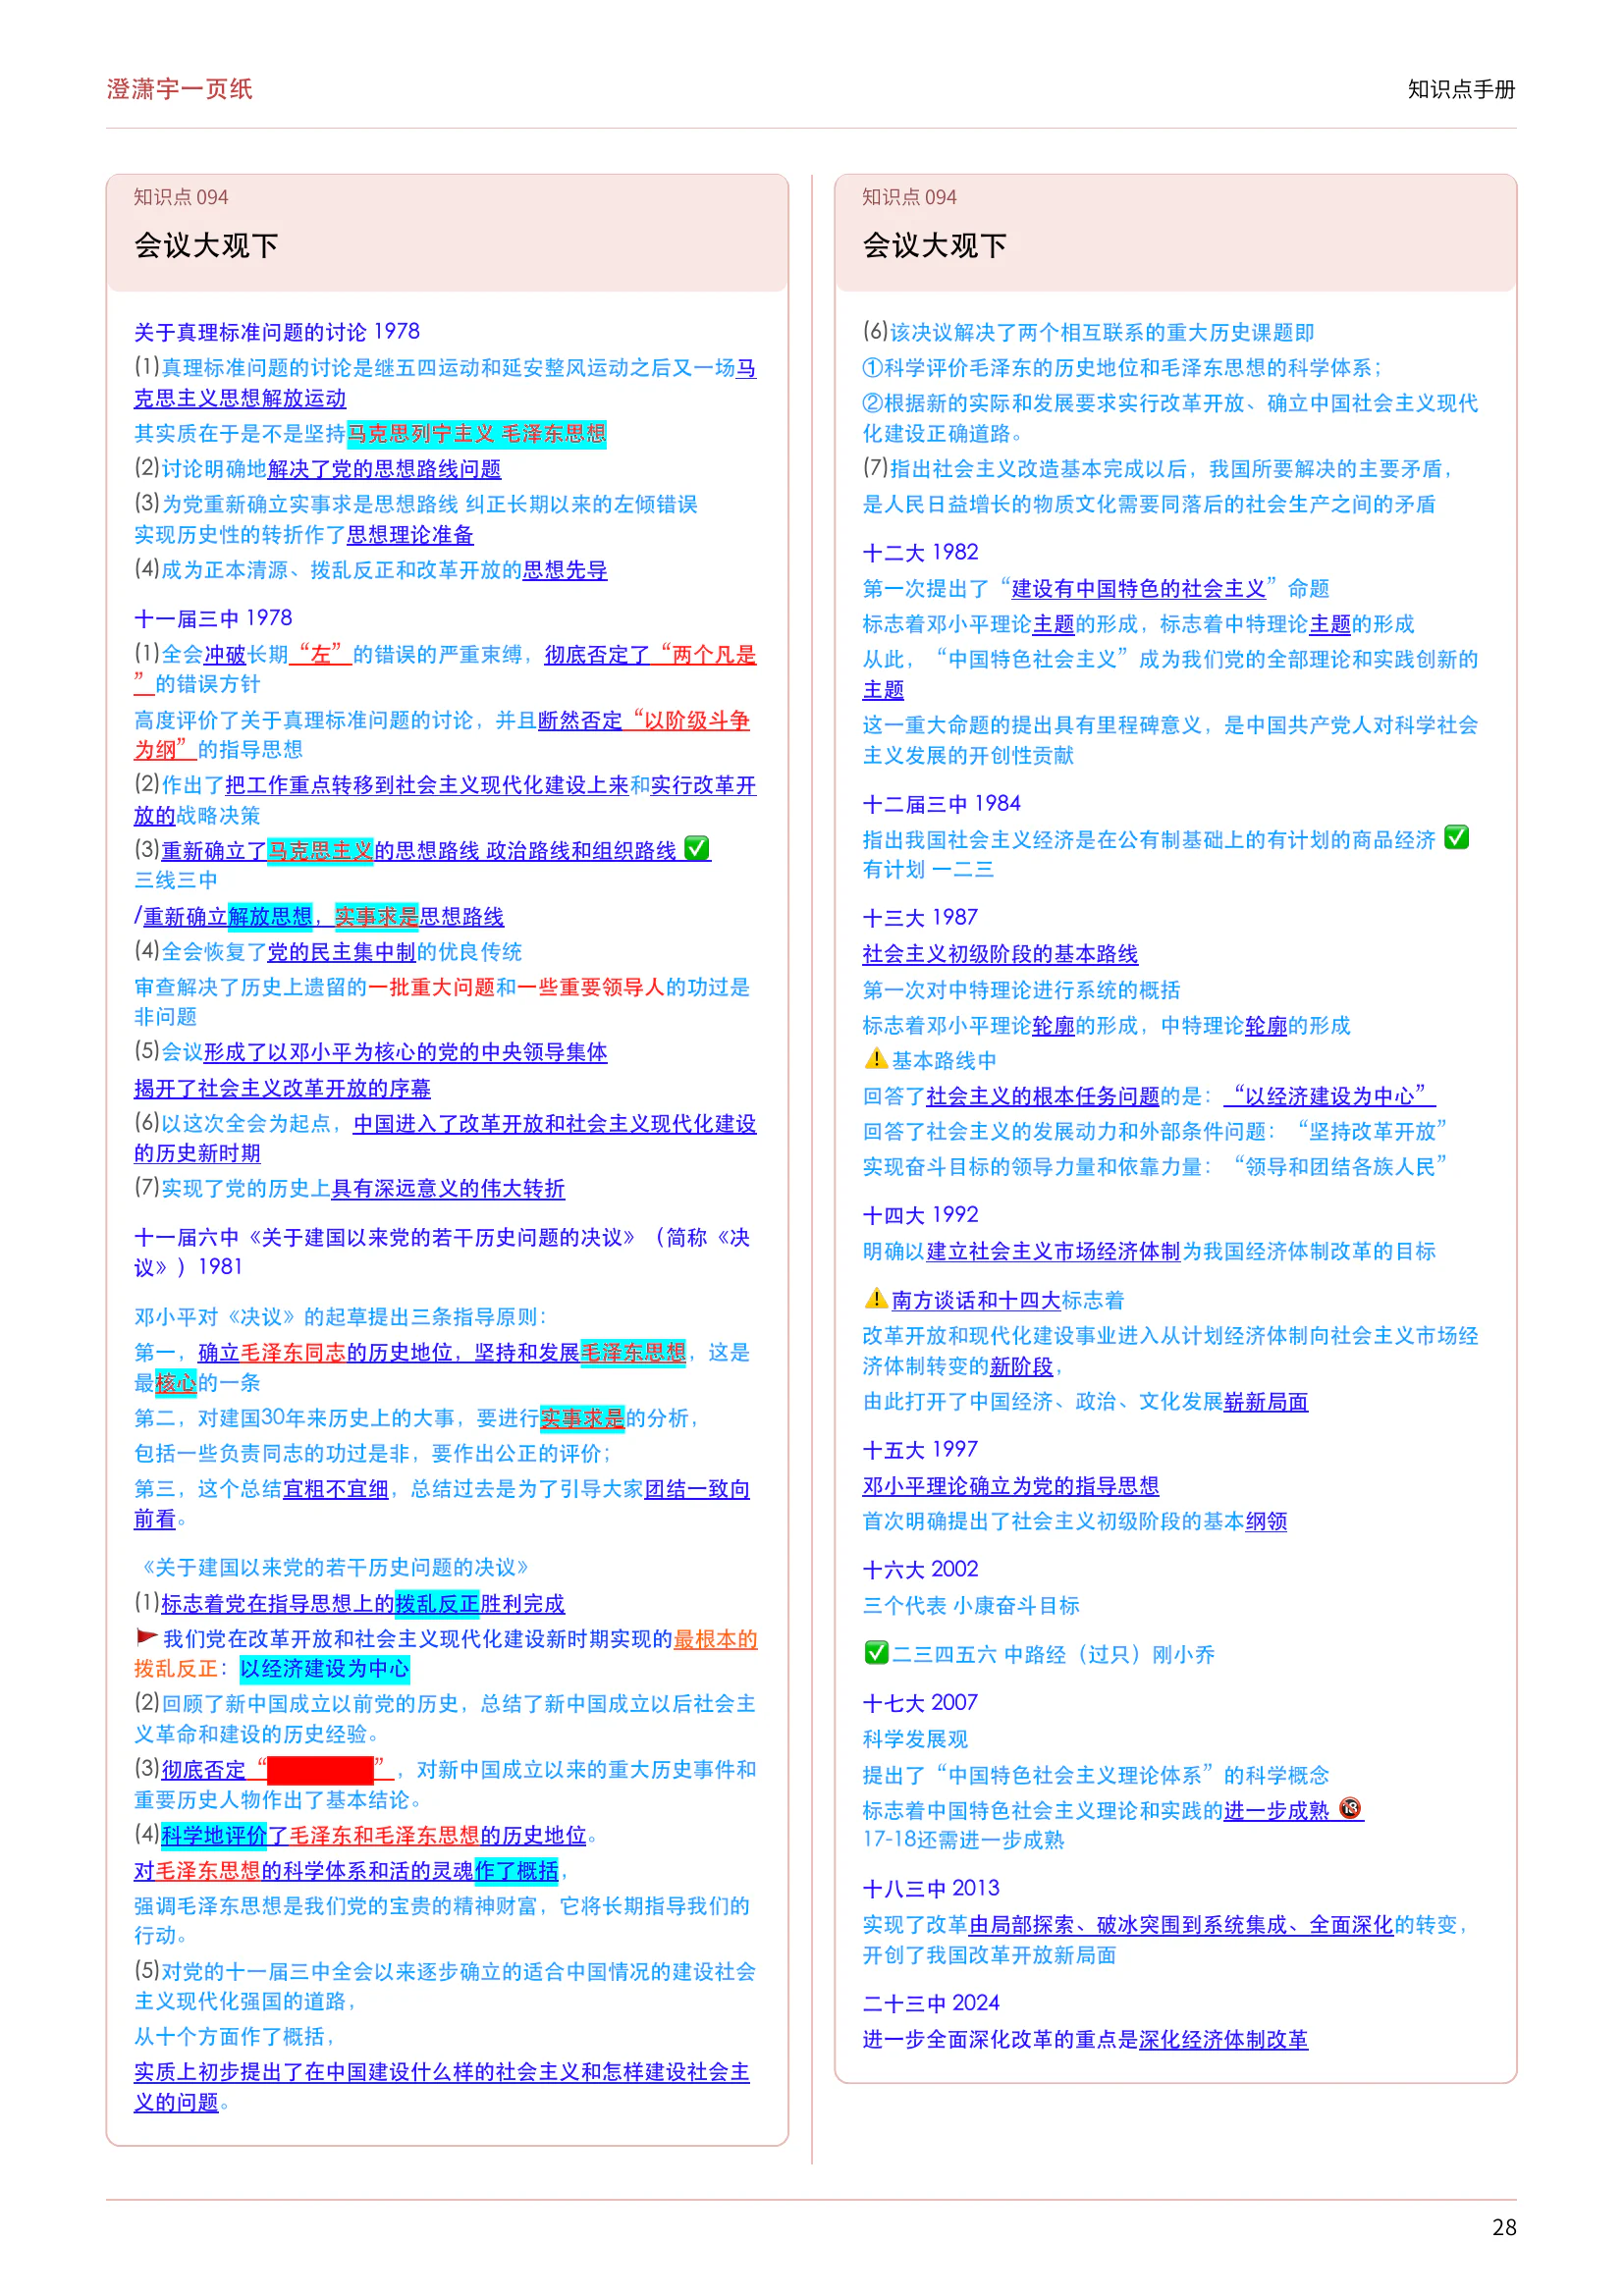 澄潇宇一页纸
知识点手册
知识点 094
会议大观下
关于真理标准问题的讨论 1978
(1)真理标准问题的讨论是继五四运动和延安整风运动之后又一场马
克思主义思想解放运动
其实质在于是不是坚持马克思列宁主义 毛泽东思想
(2)讨论明确地解决了党的思想路线问题
(3)为党重新确立实事求是思想路线 纠正长期以来的左倾错误
实现历史性的转折作了思想理论准备
(4)成为正本清源、拨乱反正和改革开放的思想先导
十一届三中 1978
(1)全会冲破长期“左”的错误的严重束缚，彻底否定了“两个凡是
”的错误方针
高度评价了关于真理标准问题的讨论，并且断然否定“以阶级斗争
为纲”的指导思想
(2)作出了把工作重点转移到社会主义现代化建设上来和实行改革开
放的战略决策
(3)重新确立了马克思主义的思想路线 政治路线和组织路线 ✅
三线三中
/重新确立解放思想，实事求是思想路线
(4)全会恢复了党的民主集中制的优良传统
审查解决了历史上遗留的一批重大问题和一些重要领导人的功过是
非问题
(5)会议形成了以邓小平为核心的党的中央领导集体
揭开了社会主义改革开放的序幕
(6)以这次全会为起点，中国进入了改革开放和社会主义现代化建设
的历史新时期
(7)实现了党的历史上具有深远意义的伟大转折
十一届六中《关于建国以来党的若干历史问题的决议》（简称《决
议》）1981
邓小平对《决议》的起草提出三条指导原则：
第一，确立毛泽东同志的历史地位，坚持和发展毛泽东思想，这是
最核心的一条
第二，对建国30年来历史上的大事，要进行实事求是的分析，
包括一些负责同志的功过是非，要作出公正的评价；
第三，这个总结宜粗不宜细，总结过去是为了引导大家团结一致向
前看。
《关于建国以来党的若干历史问题的决议》
(1)标志着党在指导思想上的拨乱反正胜利完成
🚩我们党在改革开放和社会主义现代化建设新时期实现的最根本的
拨乱反正：以经济建设为中心
(2)回顾了新中国成立以前党的历史，总结了新中国成立以后社会主
义革命和建设的历史经验。
(3)彻底否定“”，对新中国成立以来的重大历史事件和
重要历史人物作出了基本结论。
(4)科学地评价了毛泽东和毛泽东思想的历史地位。
对毛泽东思想的科学体系和活的灵魂作了概括，
强调毛泽东思想是我们党的宝贵的精神财富，它将长期指导我们的
行动。
(5)对党的十一届三中全会以来逐步确立的适合中国情况的建设社会
主义现代化强国的道路，
从十个方面作了概括，
实质上初步提出了在中国建设什么样的社会主义和怎样建设社会主
义的问题。
知识点 094
会议大观下
(6)该决议解决了两个相互联系的重大历史课题即
①科学评价毛泽东的历史地位和毛泽东思想的科学体系；
②根据新的实际和发展要求实行改革开放、确立中国社会主义现代
化建设正确道路。
(7)指出社会主义改造基本完成以后，我国所要解决的主要矛盾，
是人民日益增长的物质文化需要同落后的社会生产之间的矛盾
十二大 1982
第一次提出了“建设有中国特色的社会主义”命题
标志着邓小平理论主题的形成，标志着中特理论主题的形成
从此，“中国特色社会主义”成为我们党的全部理论和实践创新的
主题
这一重大命题的提出具有里程碑意义，是中国共产党人对科学社会
主义发展的开创性贡献
十二届三中 1984
指出我国社会主义经济是在公有制基础上的有计划的商品经济 ✅
有计划 一二三
十三大 1987
社会主义初级阶段的基本路线
第一次对中特理论进行系统的概括
标志着邓小平理论轮廓的形成，中特理论轮廓的形成
⚠️基本路线中
回答了社会主义的根本任务问题的是：“以经济建设为中心”
回答了社会主义的发展动力和外部条件问题：“坚持改革开放”
实现奋斗目标的领导力量和依靠力量：“领导和团结各族人民”
十四大 1992
明确以建立社会主义市场经济体制为我国经济体制改革的目标
⚠️南方谈话和十四大标志着
改革开放和现代化建设事业进入从计划经济体制向社会主义市场经
济体制转变的新阶段，
由此打开了中国经济、政治、文化发展崭新局面
十五大 1997
邓小平理论确立为党的指导思想
首次明确提出了社会主义初级阶段的基本纲领
十六大 2002
三个代表 小康奋斗目标
✅二三四五六 中路经（过只）刚小乔
十七大 2007
科学发展观
提出了“中国特色社会主义理论体系”的科学概念
标志着中国特色社会主义理论和实践的进一步成熟 🔞
17-18还需进一步成熟
十八三中 2013
实现了改革由局部探索、破冰突围到系统集成、全面深化的转变，
开创了我国改革开放新局面
二十三中 2024
进一步全面深化改革的重点是深化经济体制改革
28